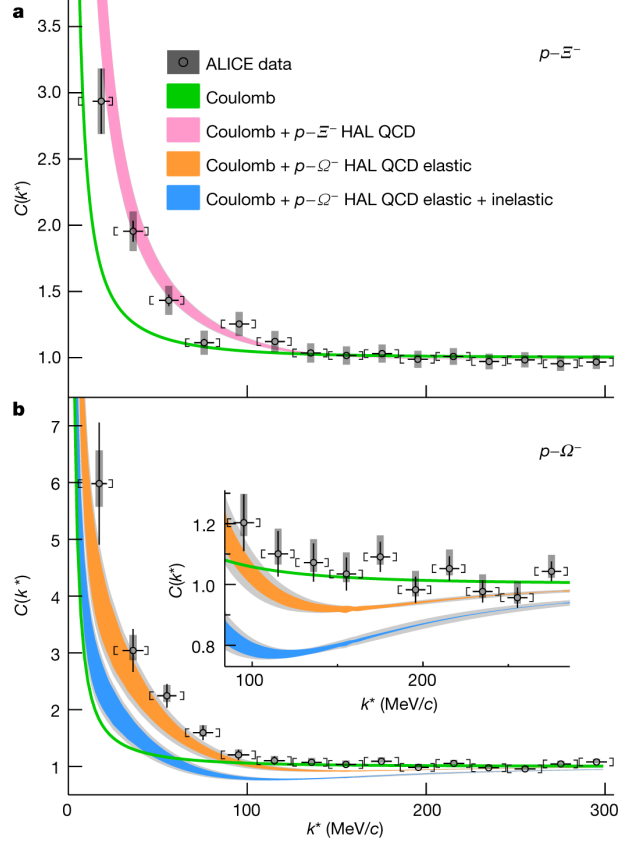 a
p–Ξ⁻
3.5
3.0
2.5
2.0
1.5
1.0
C(k*)
ALICE data
Coulomb
Coulomb + p–Ξ⁻ HAL QCD
Coulomb + p–Ω⁻ HAL QCD elastic
Coulomb + p–Ω⁻ HAL QCD elastic + inelastic
b
p–Ω⁻
7
6
5
4
3
2
1
C(k*)
1.2
1.0
0.8
C(k*)
100 200
k* (MeV/c)
0 100 200 300
k* (MeV/c)